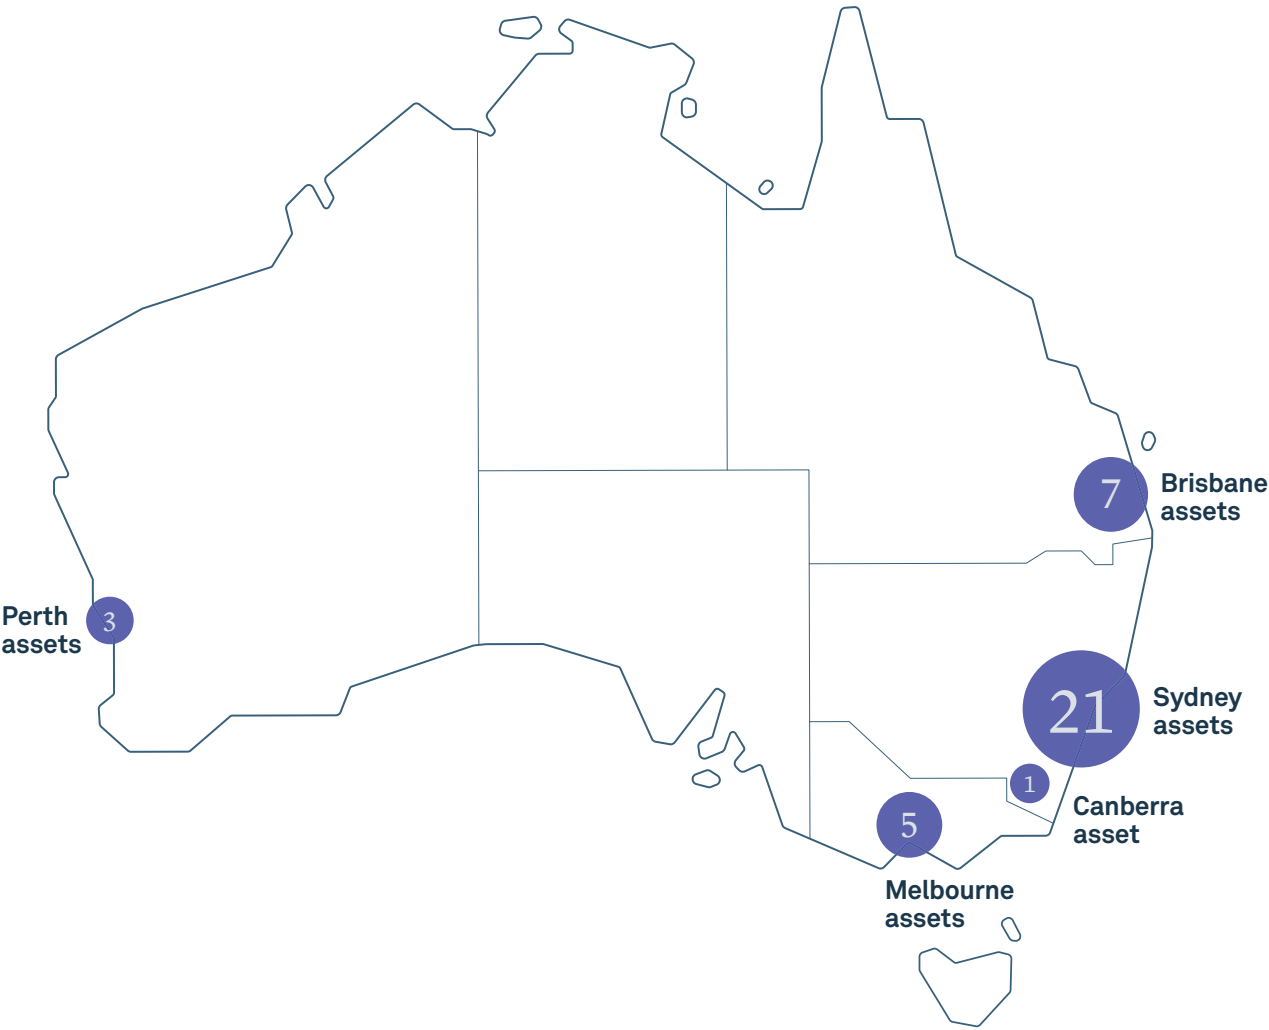 7
Brisbane
assets
Perth
assets
3
21
Sydney
assets
1
Canberra
asset
5
Melbourne
assets